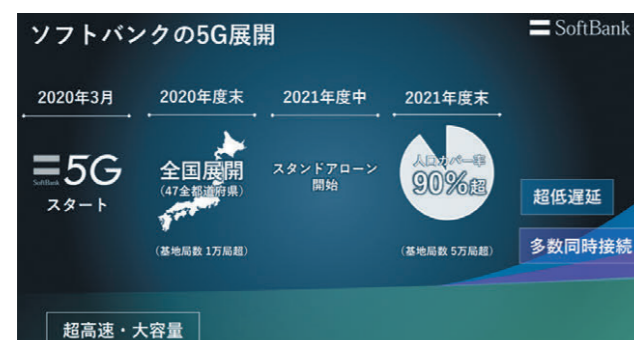 ソフトバンクの5G展開
SoftBank
2020年3月
2020年度末
2021年度中
2021年度末
5G
SoftBank
スタート
全国展開
(47全都道府県)
(基地局数 1万局超)
スタンドアローン
開始
人口カバー率
90%超
(基地局数 5万局超)
超低遅延
多数同時接続
超高速・大容量